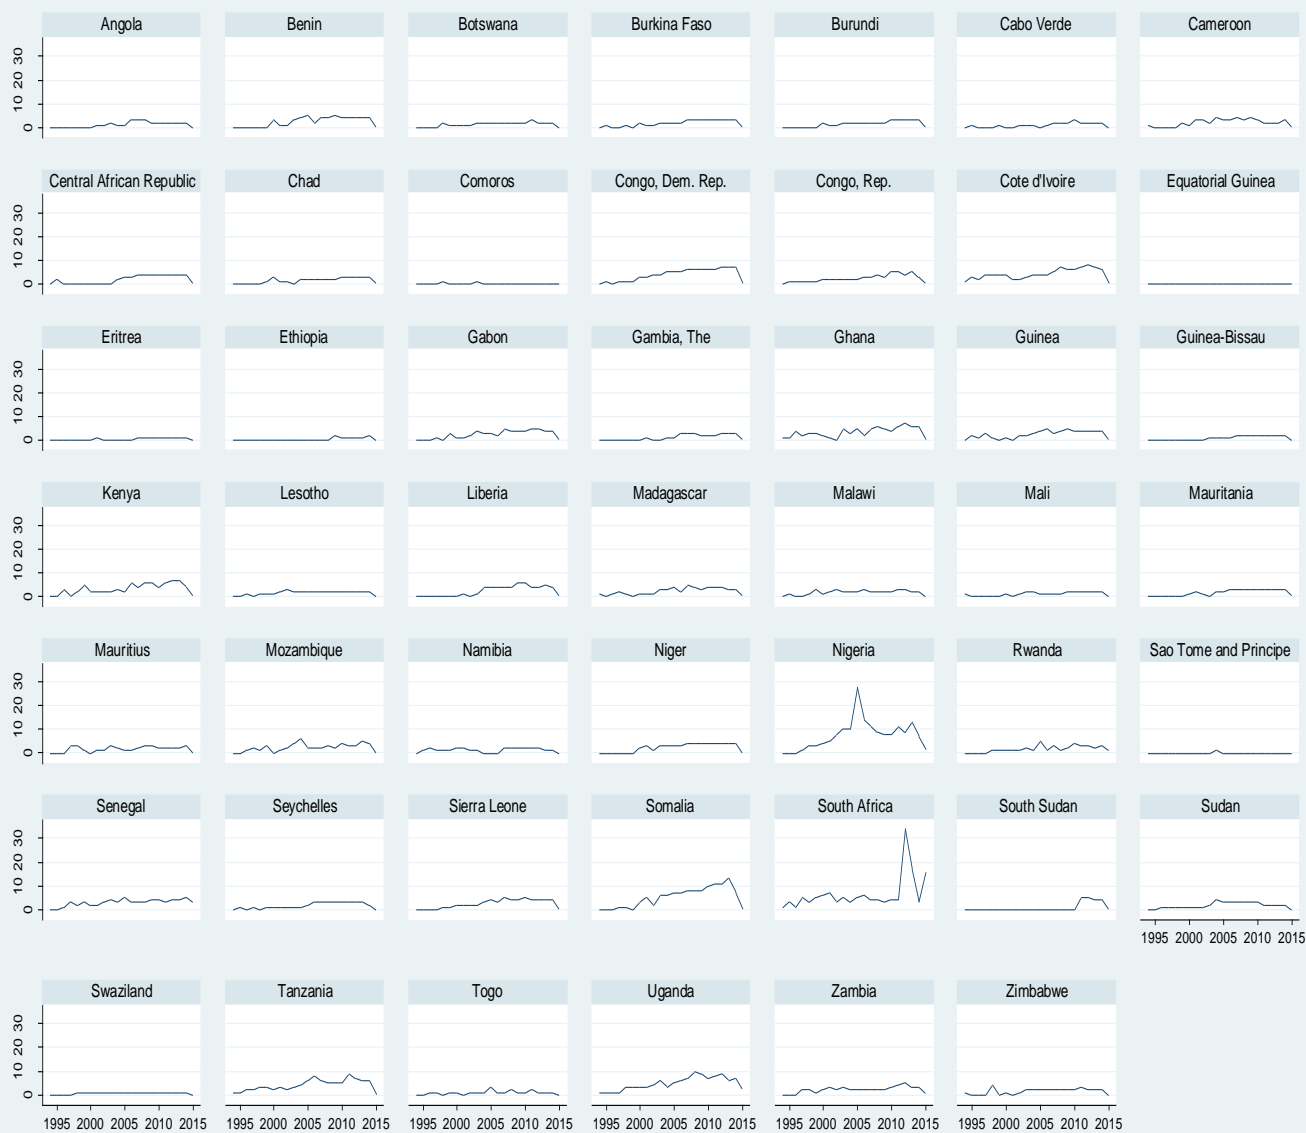 Angola Benin Botswana Burkina Faso Burundi Cabo Verde Cameroon
0 10 20 30
Central African Republic Chad Comoros Congo, Dem. Rep. Congo, Rep. Cote d'Ivoire Equatorial Guinea
0 10 20 30
Eritrea Ethiopia Gabon Gambia, The Ghana Guinea Guinea-Bissau
0 10 20 30
Kenya Lesotho Liberia Madagascar Malawi Mali Mauritania
0 10 20 30
Mauritius Mozambique Namibia Niger Nigeria Rwanda Sao Tome and Principe
0 10 20 30
Senegal Seychelles Sierra Leone Somalia South Africa South Sudan Sudan
0 10 20 30
1995 2000 2005 2010 2015
Swaziland Tanzania Togo Uganda Zambia Zimbabwe
0 10 20 30
1995 2000 2005 2010 2015 1995 2000 2005 2010 2015 1995 2000 2005 2010 2015 1995 2000 2005 2010 2015 1995 2000 2005 2010 2015 1995 2000 2005 2010 2015